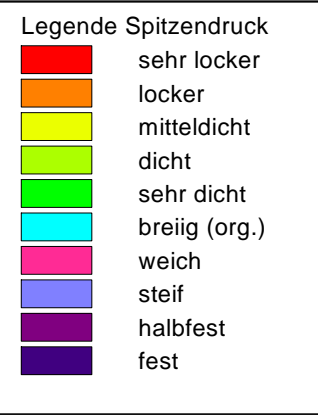 Legende Spitzendruck
sehr locker
locker
mitteldicht
dicht
sehr dicht
breiig (org.)
weich
steif
halbfest
fest